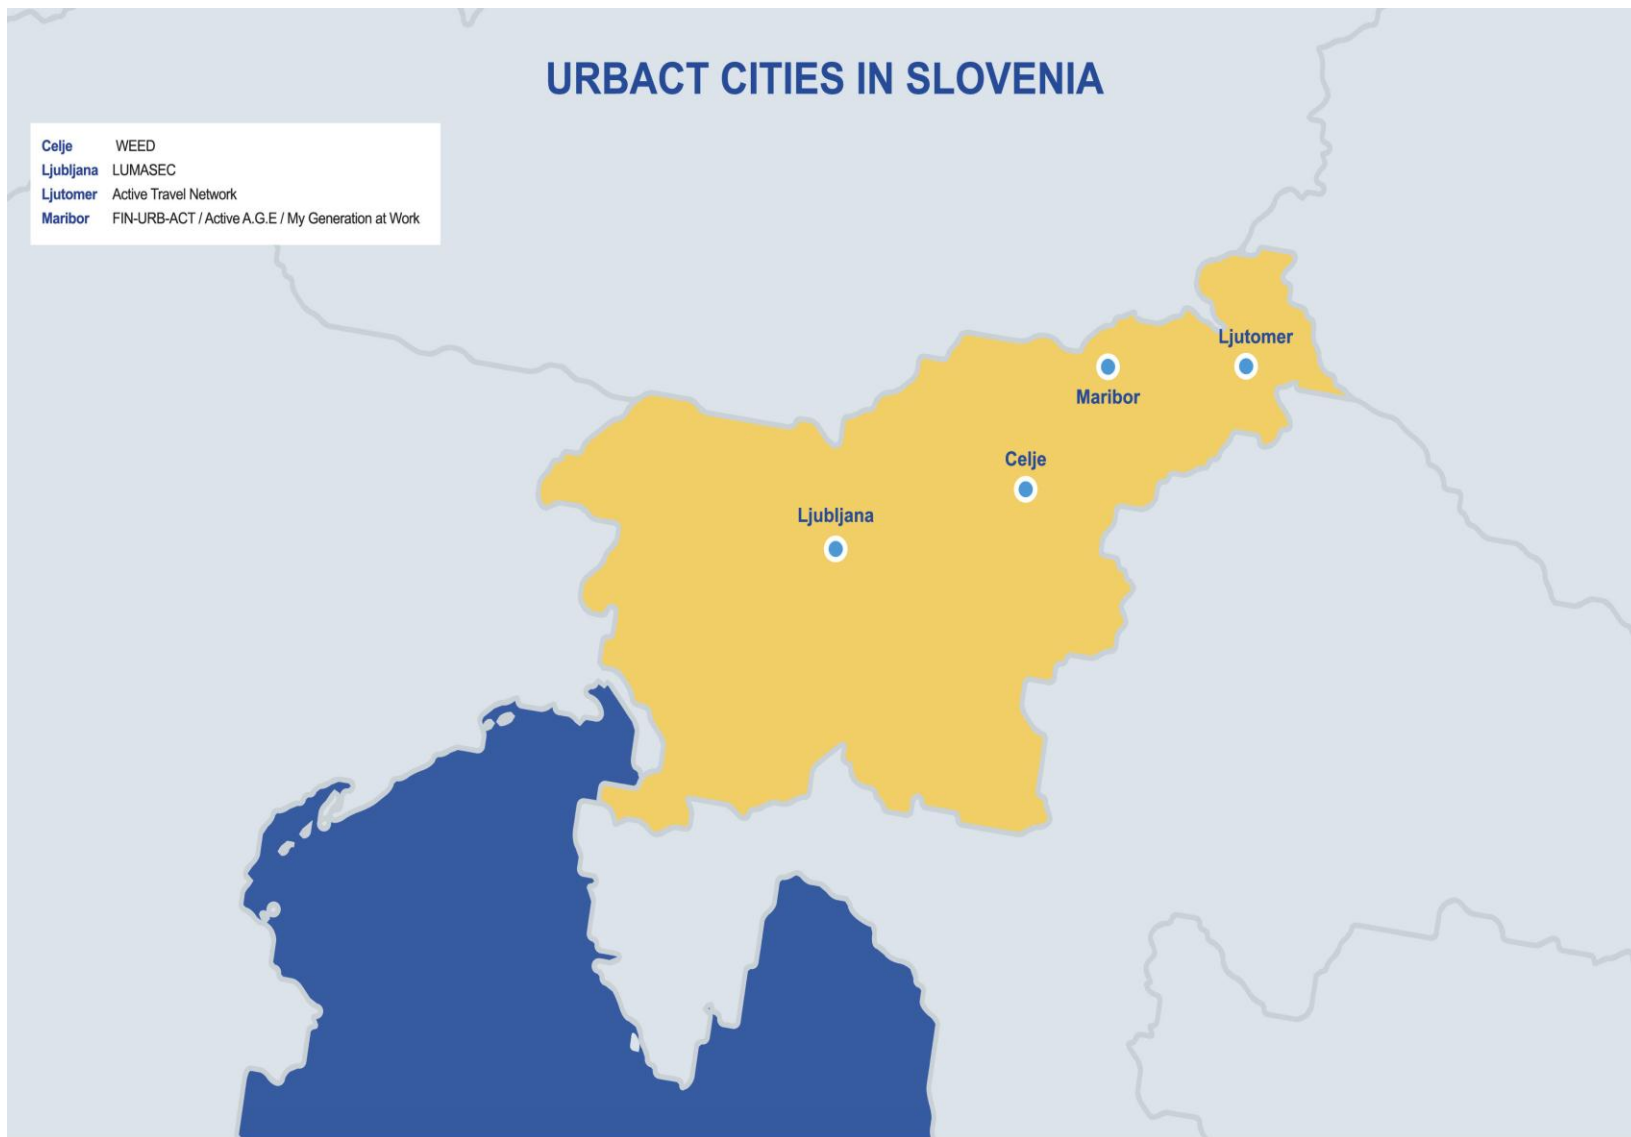 URBACT CITIES IN SLOVENIA
Celje WEED
Ljubljana LUMASEC
Ljutomer Active Travel Network
Maribor FIN-URB-ACT / Active A.G.E / My Generation at Work
Ljutomer
Maribor
Celje
Ljubljana